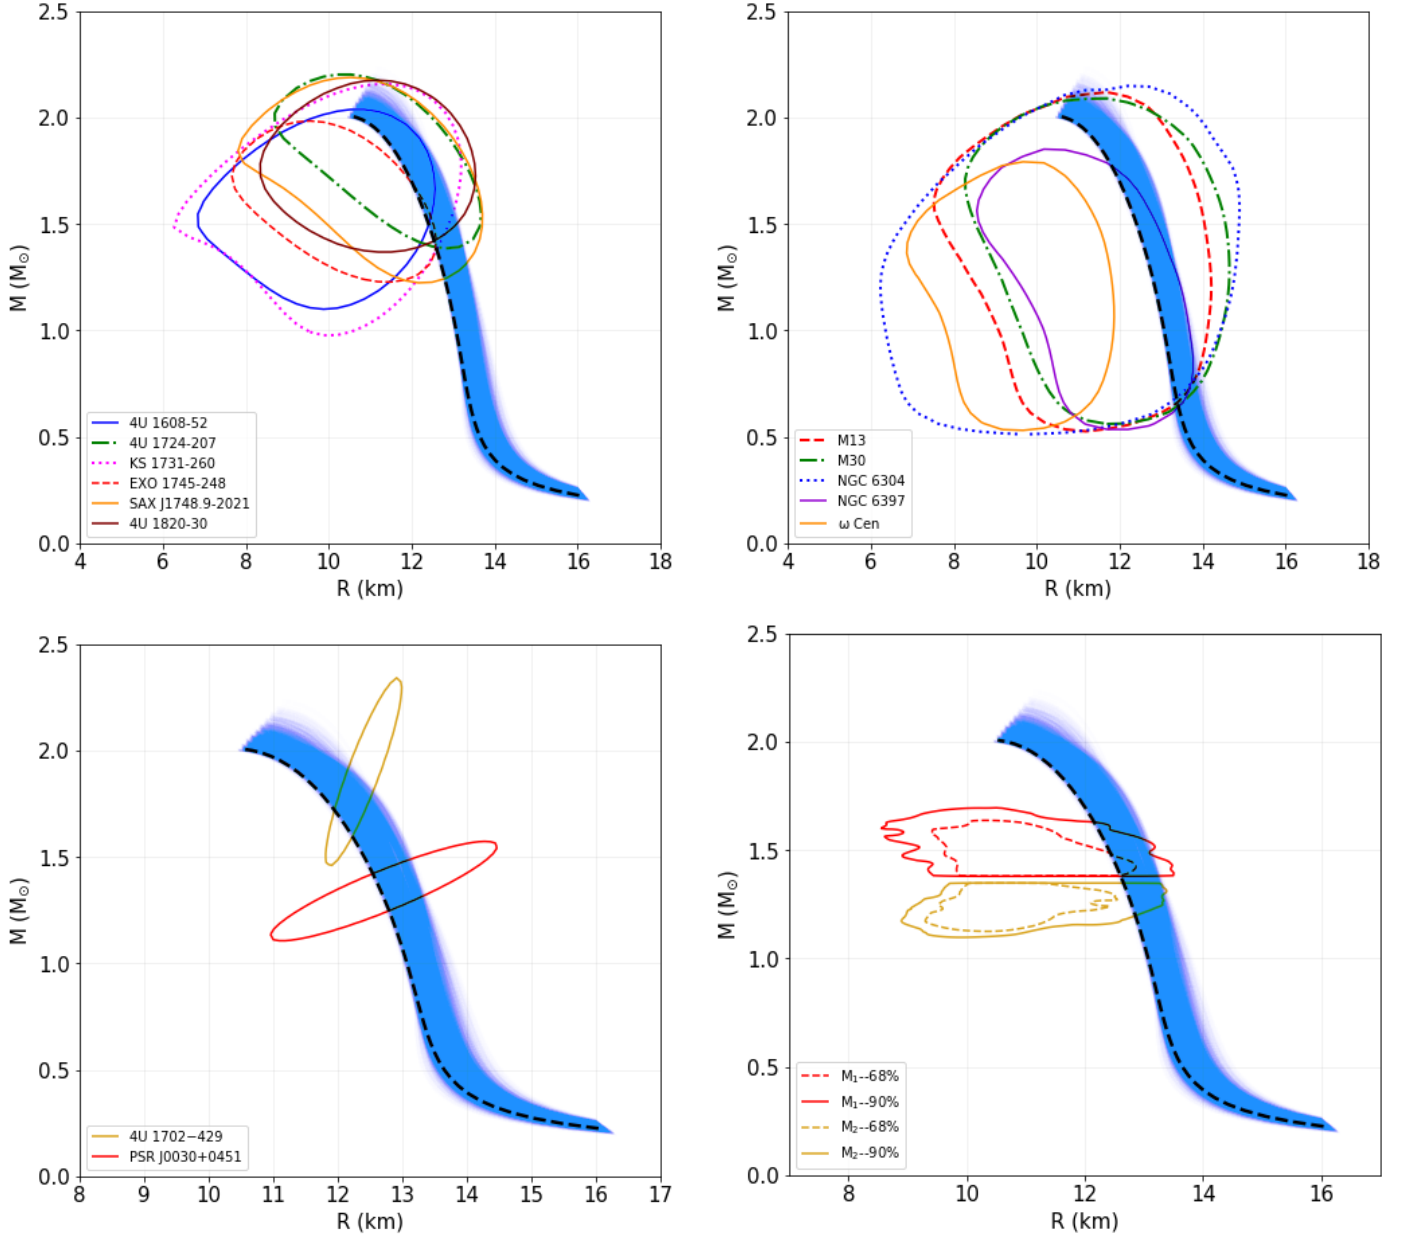 2.5
2.0
1.5
1.0
0.5
0.0
M (M⊙)
4U 1608-52
4U 1724-207
KS 1731-260
EXO 1745-248
SAX J1748.9-2021
4U 1820-30
4 6 8 10 12 14 16 18
R (km)
2.5
2.0
1.5
1.0
0.5
0.0
M (M⊙)
M13
M30
NGC 6304
NGC 6397
ω Cen
4 6 8 10 12 14 16 18
R (km)
2.5
2.0
1.5
1.0
0.5
0.0
M (M⊙)
4U 1702−429
PSR J0030+0451
8 9 10 11 12 13 14 15 16 17
R (km)
2.5
2.0
1.5
1.0
0.5
0.0
M (M⊙)
M₁--68%
M₁--90%
M₂--68%
M₂--90%
8 10 12 14 16
R (km)